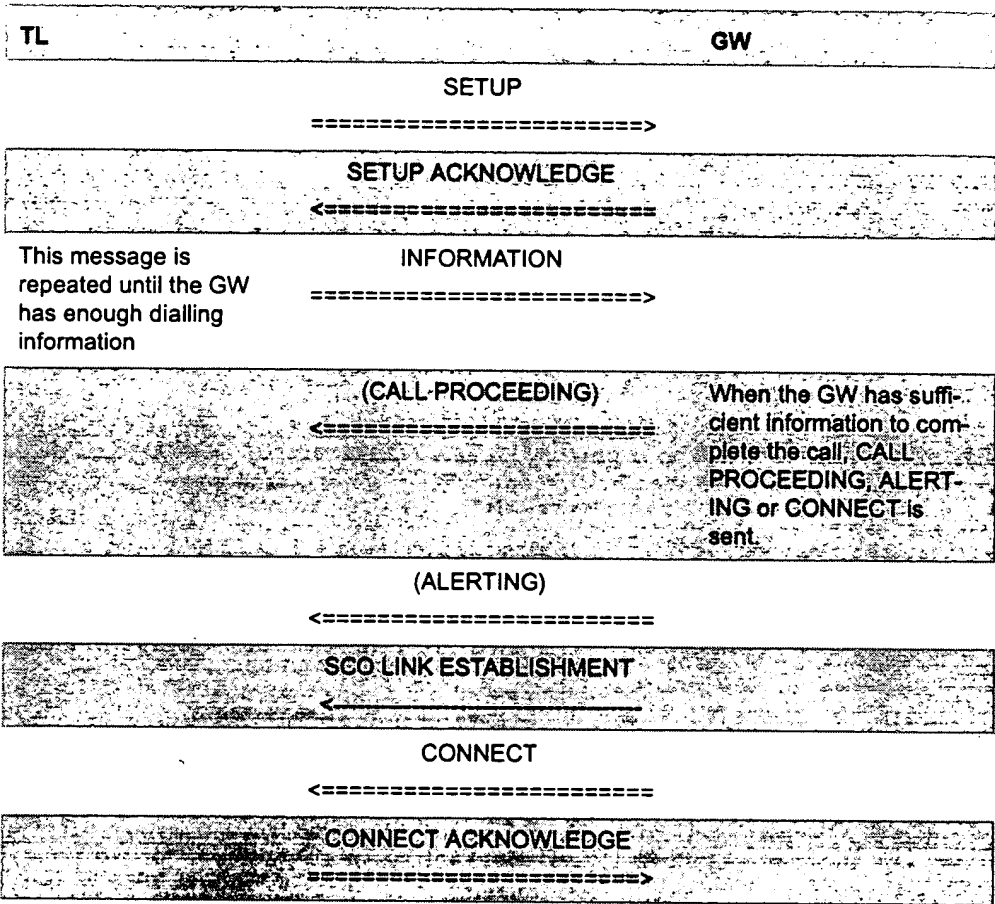 TL GW
SETUP
========================>
SETUP ACKNOWLEDGE
<========================
This message is
repeated until the GW
has enough dialling
information
INFORMATION
========================>
(CALL PROCEEDING)
<========================
When the GW has suffi-
cient information to com-
plete the call, CALL
PROCEEDING, ALERT-
ING or CONNECT is
sent.
(ALERTING)
<========================
SCO LINK ESTABLISHMENT
CONNECT
<========================
CONNECT ACKNOWLEDGE
========================>